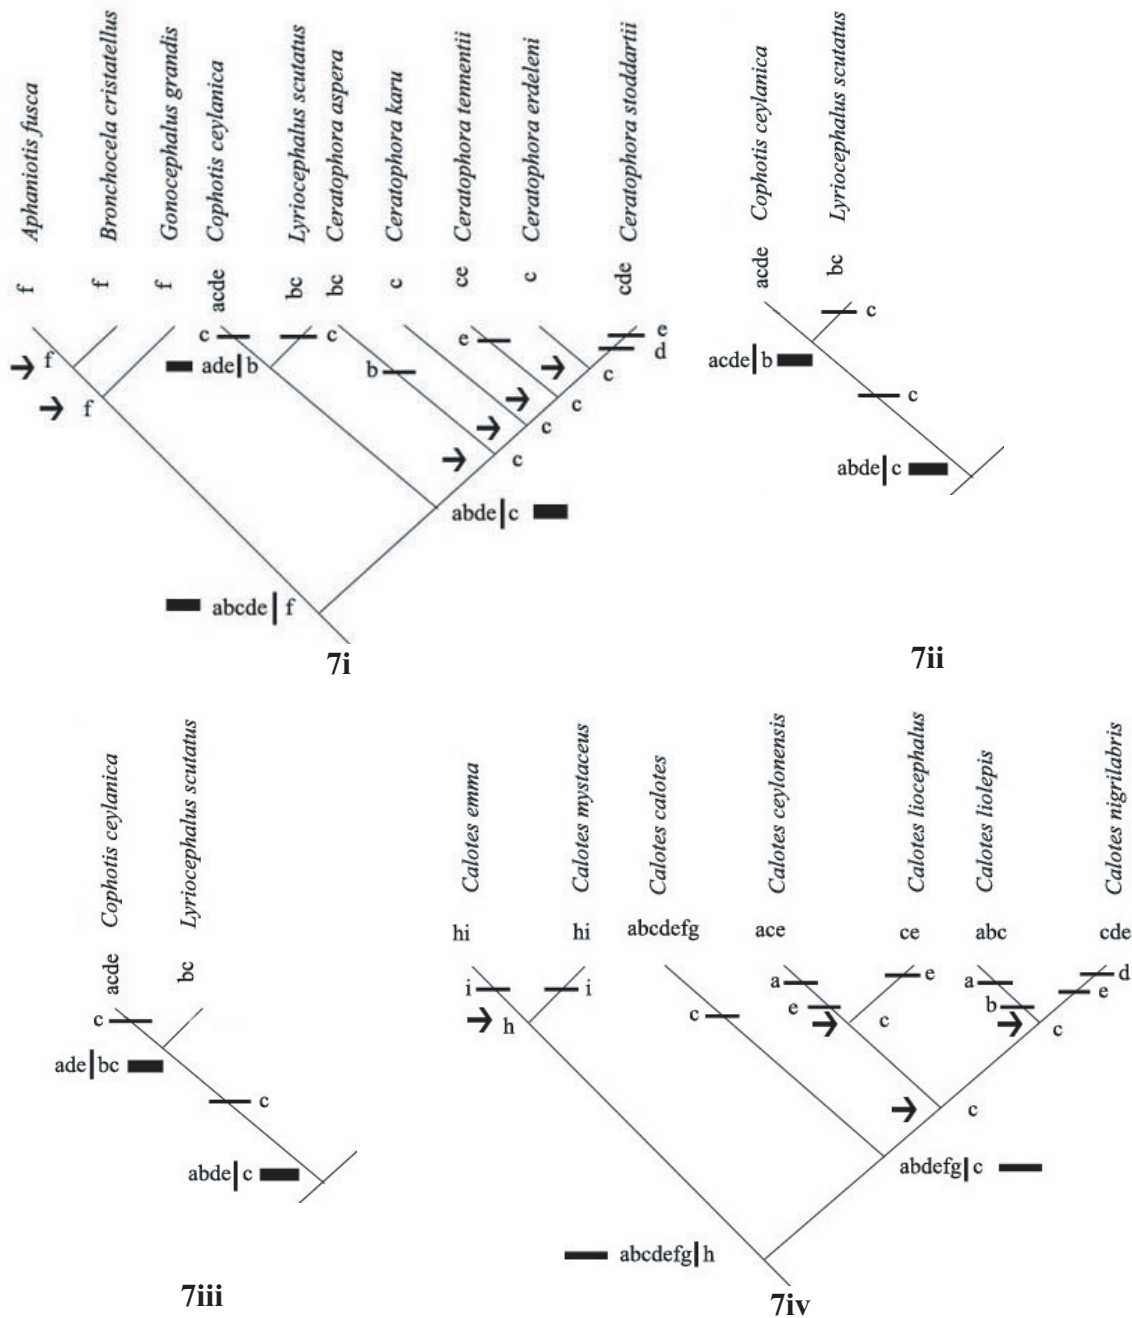 Aphaniotis fusca
Bronchocela cristatellus
Gonocephalus grandis
Cophotis ceylanica
Lyriocephalus scutatus
Ceratophora aspera
Ceratophora karu
Ceratophora tennentii
Ceratophora erdeleni
Ceratophora stoddartii
f
f
f
acde
bc
bc
c
ce
c
cde
c
c
e
e
d
f
ade|b
b
c
f
c
c
c
abde|c
abcde|f
7i
Cophotis ceylanica
Lyriocephalus scutatus
acde
bc
c
acde|b
c
abde|c
7ii
Cophotis ceylanica
Lyriocephalus scutatus
acde
bc
c
ade|bc
c
abde|c
7iii
Calotes emma
Calotes mystaceus
Calotes calotes
Calotes ceylonensis
Calotes liocephalus
Calotes liolepis
Calotes nigrilabris
hi
hi
abcdefg
ace
ce
abc
cde
i
i
a
e
a
d
e
b
e
h
c
c
c
c
abdefg|c
abcdefg|h
7iv